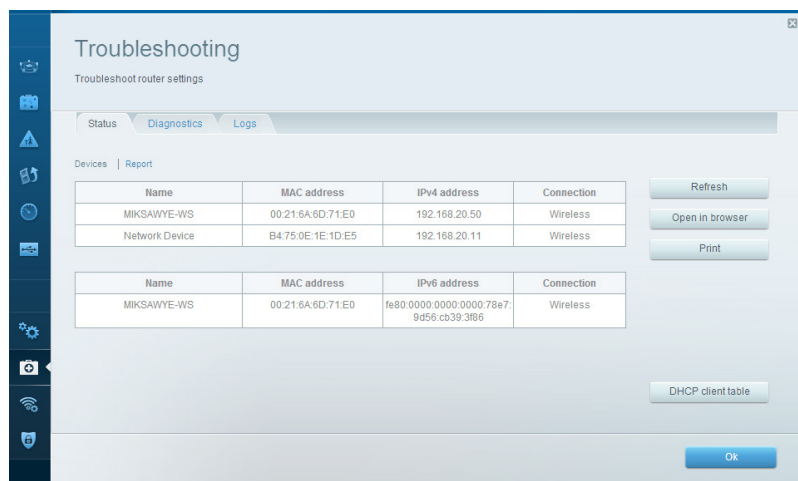 Troubleshooting
Troubleshoot router settings
Status Diagnostics Logs
Devices | Report
Name MAC address IPv4 address Connection
MIKSAWYE-WS 00:21:6A:6D:71:E0 192.168.20.50 Wireless
Network Device B4:75:0E:1E:1D:E5 192.168.20.11 Wireless
Name MAC address IPv6 address Connection
MIKSAWYE-WS 00:21:6A:6D:71:E0 fe80:0000:0000:0000:78e7: Wireless
9d56:cb39:3f86
Refresh
Open in browser
Print
DHCP client table
Ok